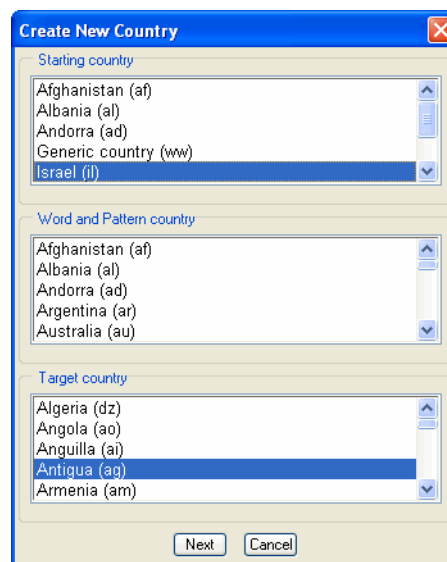 Create New Country
Starting country
Afghanistan (af)
Albania (al)
Andorra (ad)
Generic country (ww)
Israel (il)
Word and Pattern country
Afghanistan (af)
Albania (al)
Andorra (ad)
Argentina (ar)
Australia (au)
Target country
Algeria (dz)
Angola (ao)
Anguilla (ai)
Antigua (ag)
Armenia (am)
Next Cancel